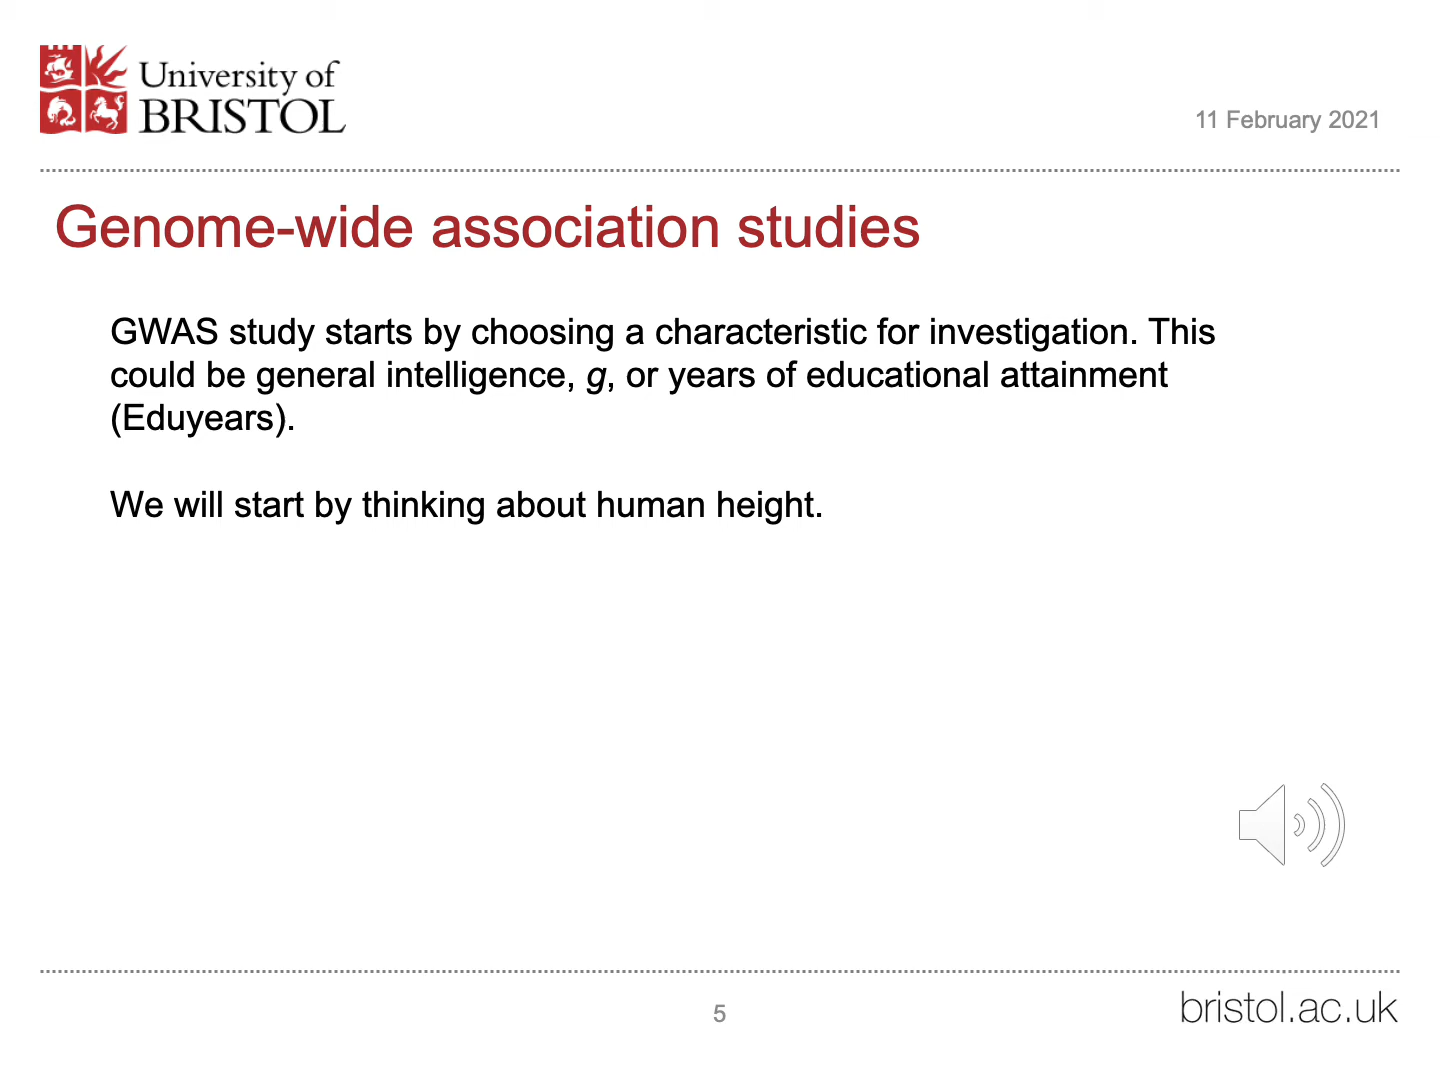 University of
BRISTOL
11 February 2021
Genome-wide association studies
GWAS study starts by choosing a characteristic for investigation. This
could be general intelligence, g, or years of educational attainment
(Eduyears).
We will start by thinking about human height.
5
bristol.ac.uk